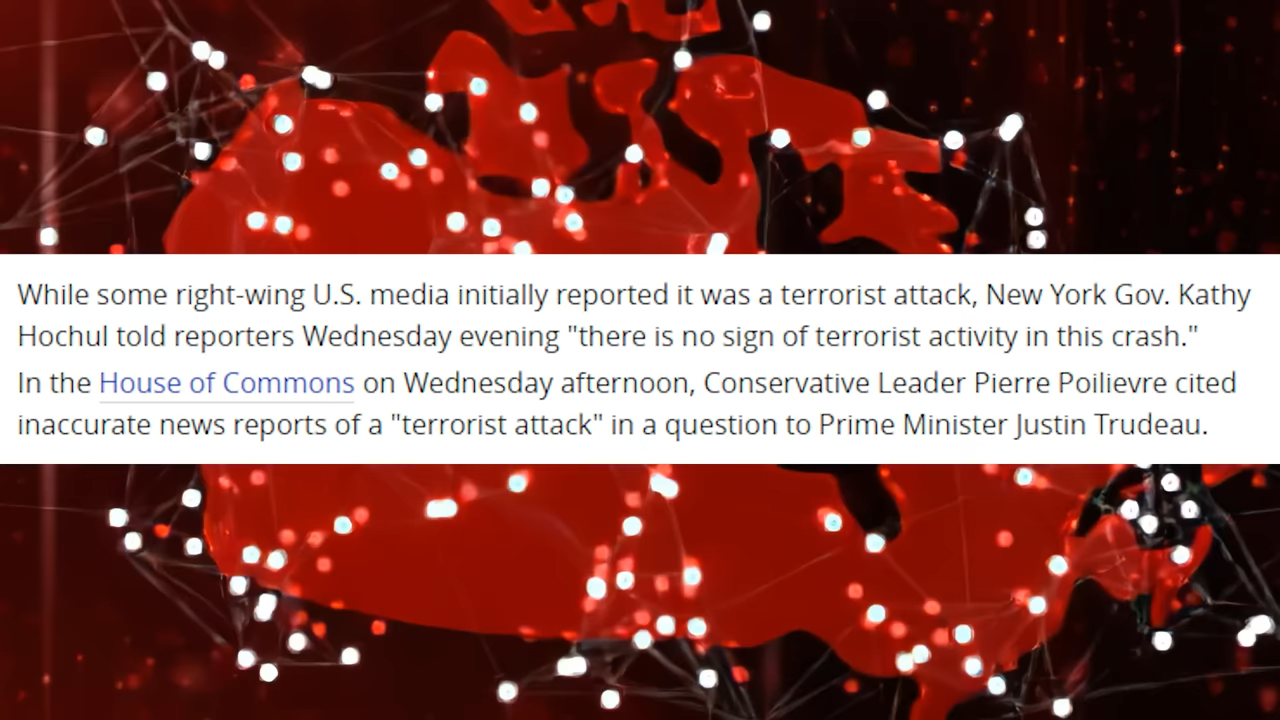 While some right-wing U.S. media initially reported it was a terrorist attack, New York Gov. Kathy
Hochul told reporters Wednesday evening "there is no sign of terrorist activity in this crash."
In the House of Commons on Wednesday afternoon, Conservative Leader Pierre Poilievre cited
inaccurate news reports of a "terrorist attack" in a question to Prime Minister Justin Trudeau.